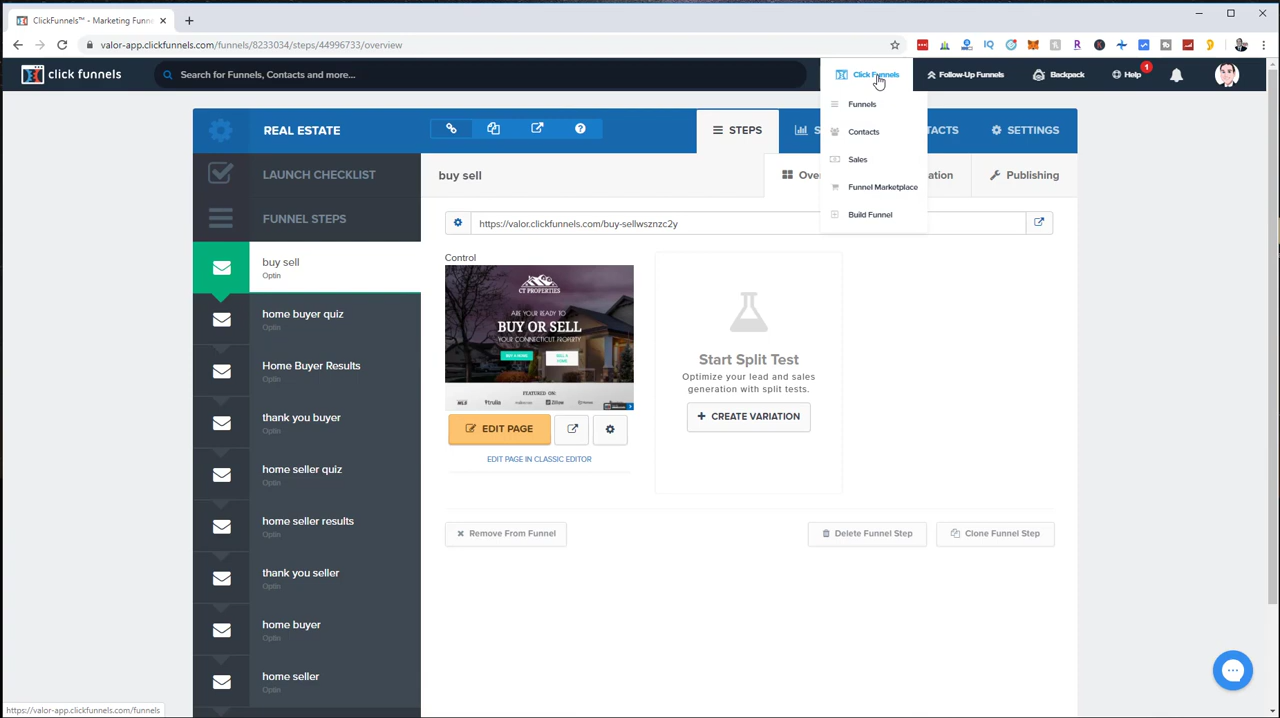 ClickFunnels™ - Marketing Funne
valor-app.clickfunnels.com/funnels/8233034/steps/44996733/overview
click funnels
Search for Funnels, Contacts and more...
Click Funnels
Follow-Up Funnels
Backpack
Help
1
Funnels
Contacts
Sales
Funnel Marketplace
Build Funnel
REAL ESTATE
STEPS
S
TACTS
SETTINGS
LAUNCH CHECKLIST
FUNNEL STEPS
buy sell
Over
ation
Publishing
https://valor.clickfunnels.com/buy-sellwsznzc2y
buy sell
Optin
home buyer quiz
Optin
Home Buyer Results
Optin
thank you buyer
Optin
home seller quiz
Optin
home seller results
Optin
thank you seller
Optin
home buyer
Optin
home seller
Optin
Control
CT PROPERTIES
ARE YOUR READY TO
BUY OR SELL
YOUR CONNECTICUT PROPERTY
BUY A HOME
SELL A
HOME
FEATURED ON:
MLS
trulia
Zillow
EDIT PAGE
EDIT PAGE IN CLASSIC EDITOR
Start Split Test
Optimize your lead and sales
generation with split tests.
+ CREATE VARIATION
Remove From Funnel
Delete Funnel Step
Clone Funnel Step
https://valor-app.clickfunnels.com/funnels